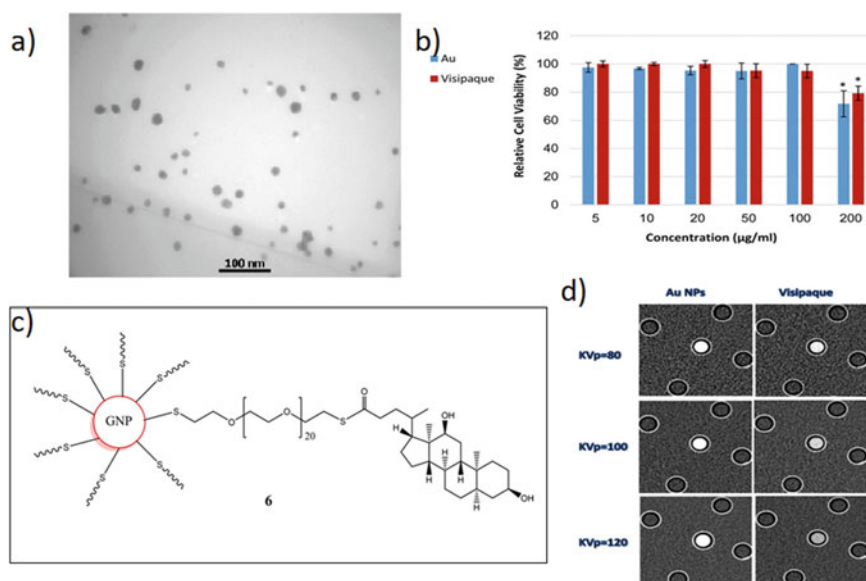 a)
100 nm
b)
Au
Visipaque
Relative Cell Viability (%)
120
100
80
60
40
20
0
* *
5 10 20 50 100 200
Concentration (µg/ml)
c)
S S S S S S S S
GNP
S O O 20 S O
OH
H H H H H
OH
6
d)
Au NPs Visipaque
KVp=80
KVp=100
KVp=120